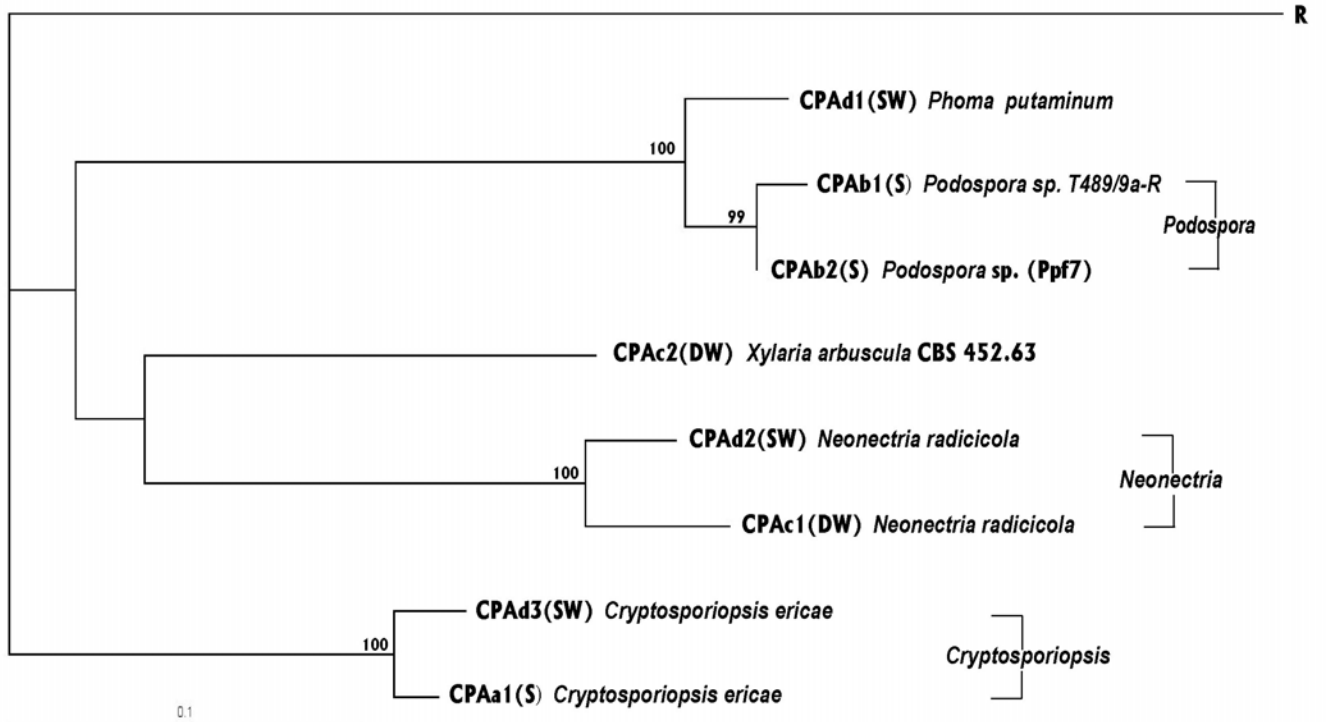 R
CPAd1(SW) Phoma putaminum
100
CPAb1(S) Podospora sp. T489/9a-R
99
Podospora
CPAb2(S) Podospora sp. (Ppf7)
CPAc2(DW) Xylaria arbuscula CBS 452.63
CPAd2(SW) Neonectria radicicola
100
Neonectria
CPAc1(DW) Neonectria radicicola
CPAd3(SW) Cryptosporiopsis ericae
100
Cryptosporiopsis
CPAa1(S) Cryptosporiopsis ericae
0.1